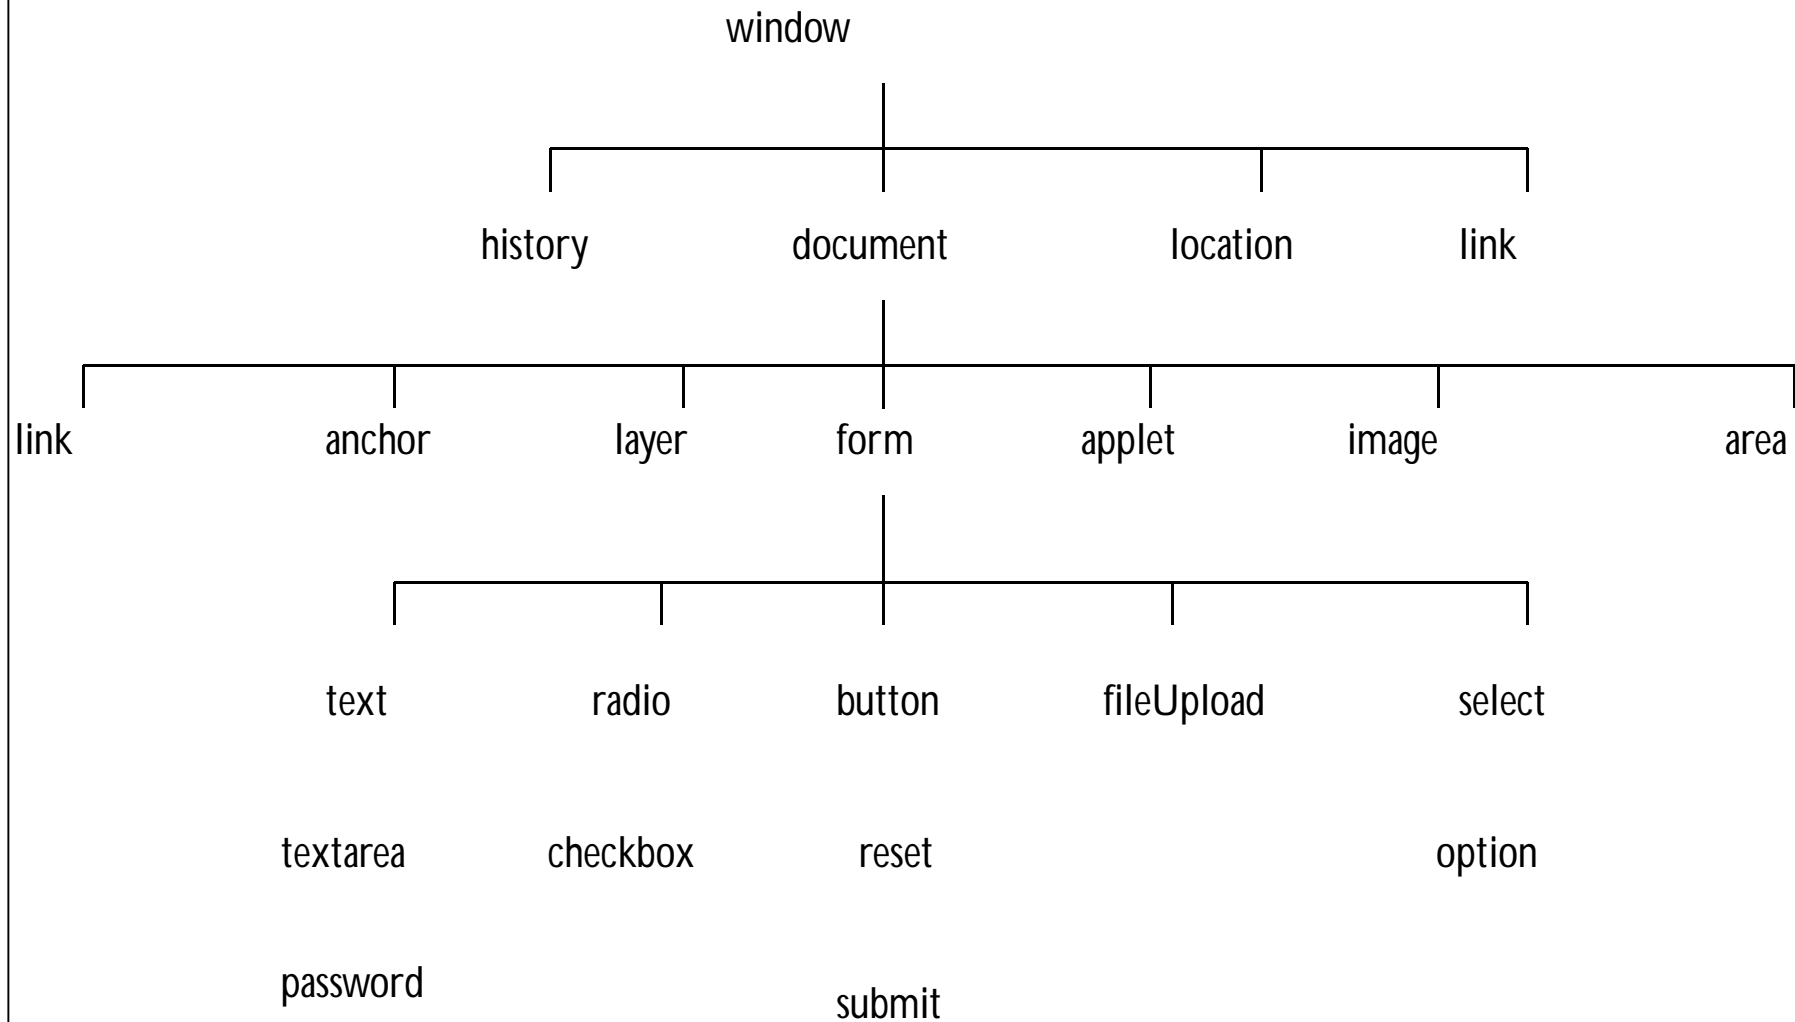 window
history document location link
link anchor layer form applet image area
text radio button fileUpload select
textarea checkbox reset option
password submit